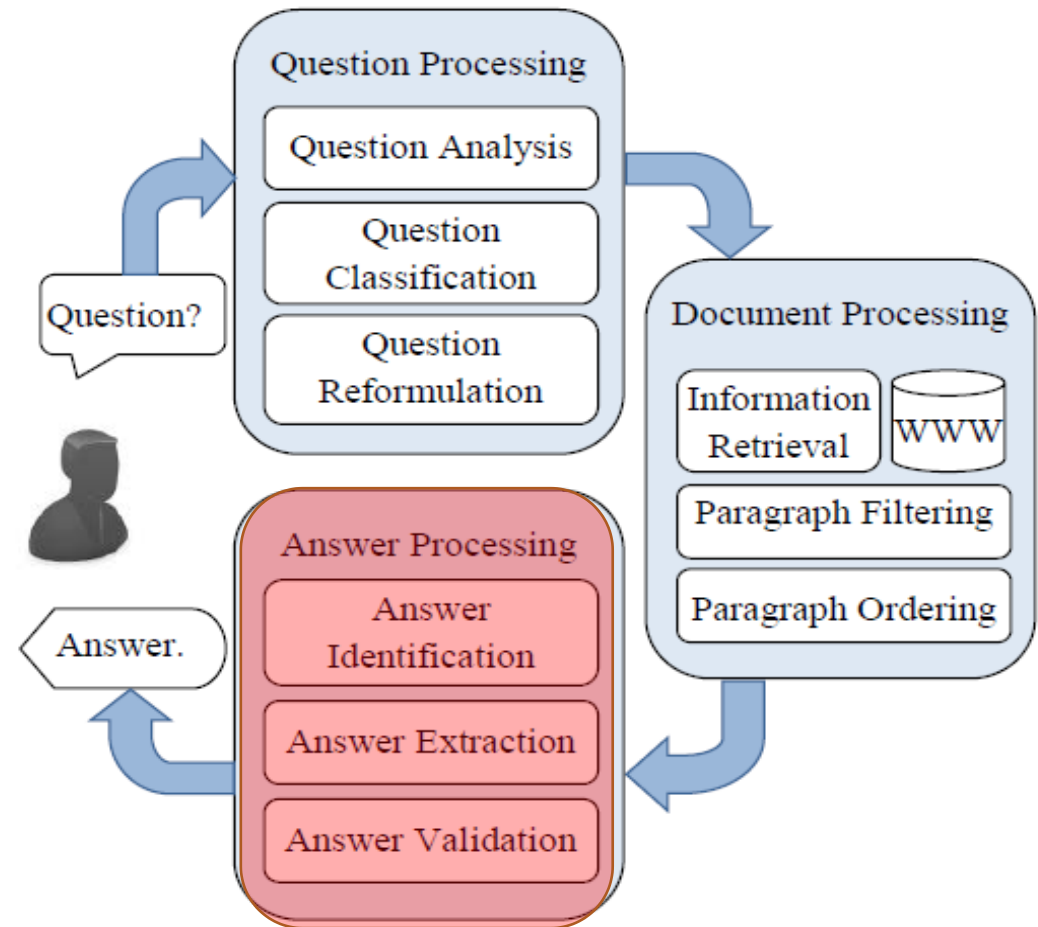 Question?
Question Processing
Question Analysis
Question
Classification
Question
Reformulation
Document Processing
Information
Retrieval
WWW
Paragraph Filtering
Paragraph Ordering
Answer Processing
Answer
Identification
Answer Extraction
Answer Validation
Answer.